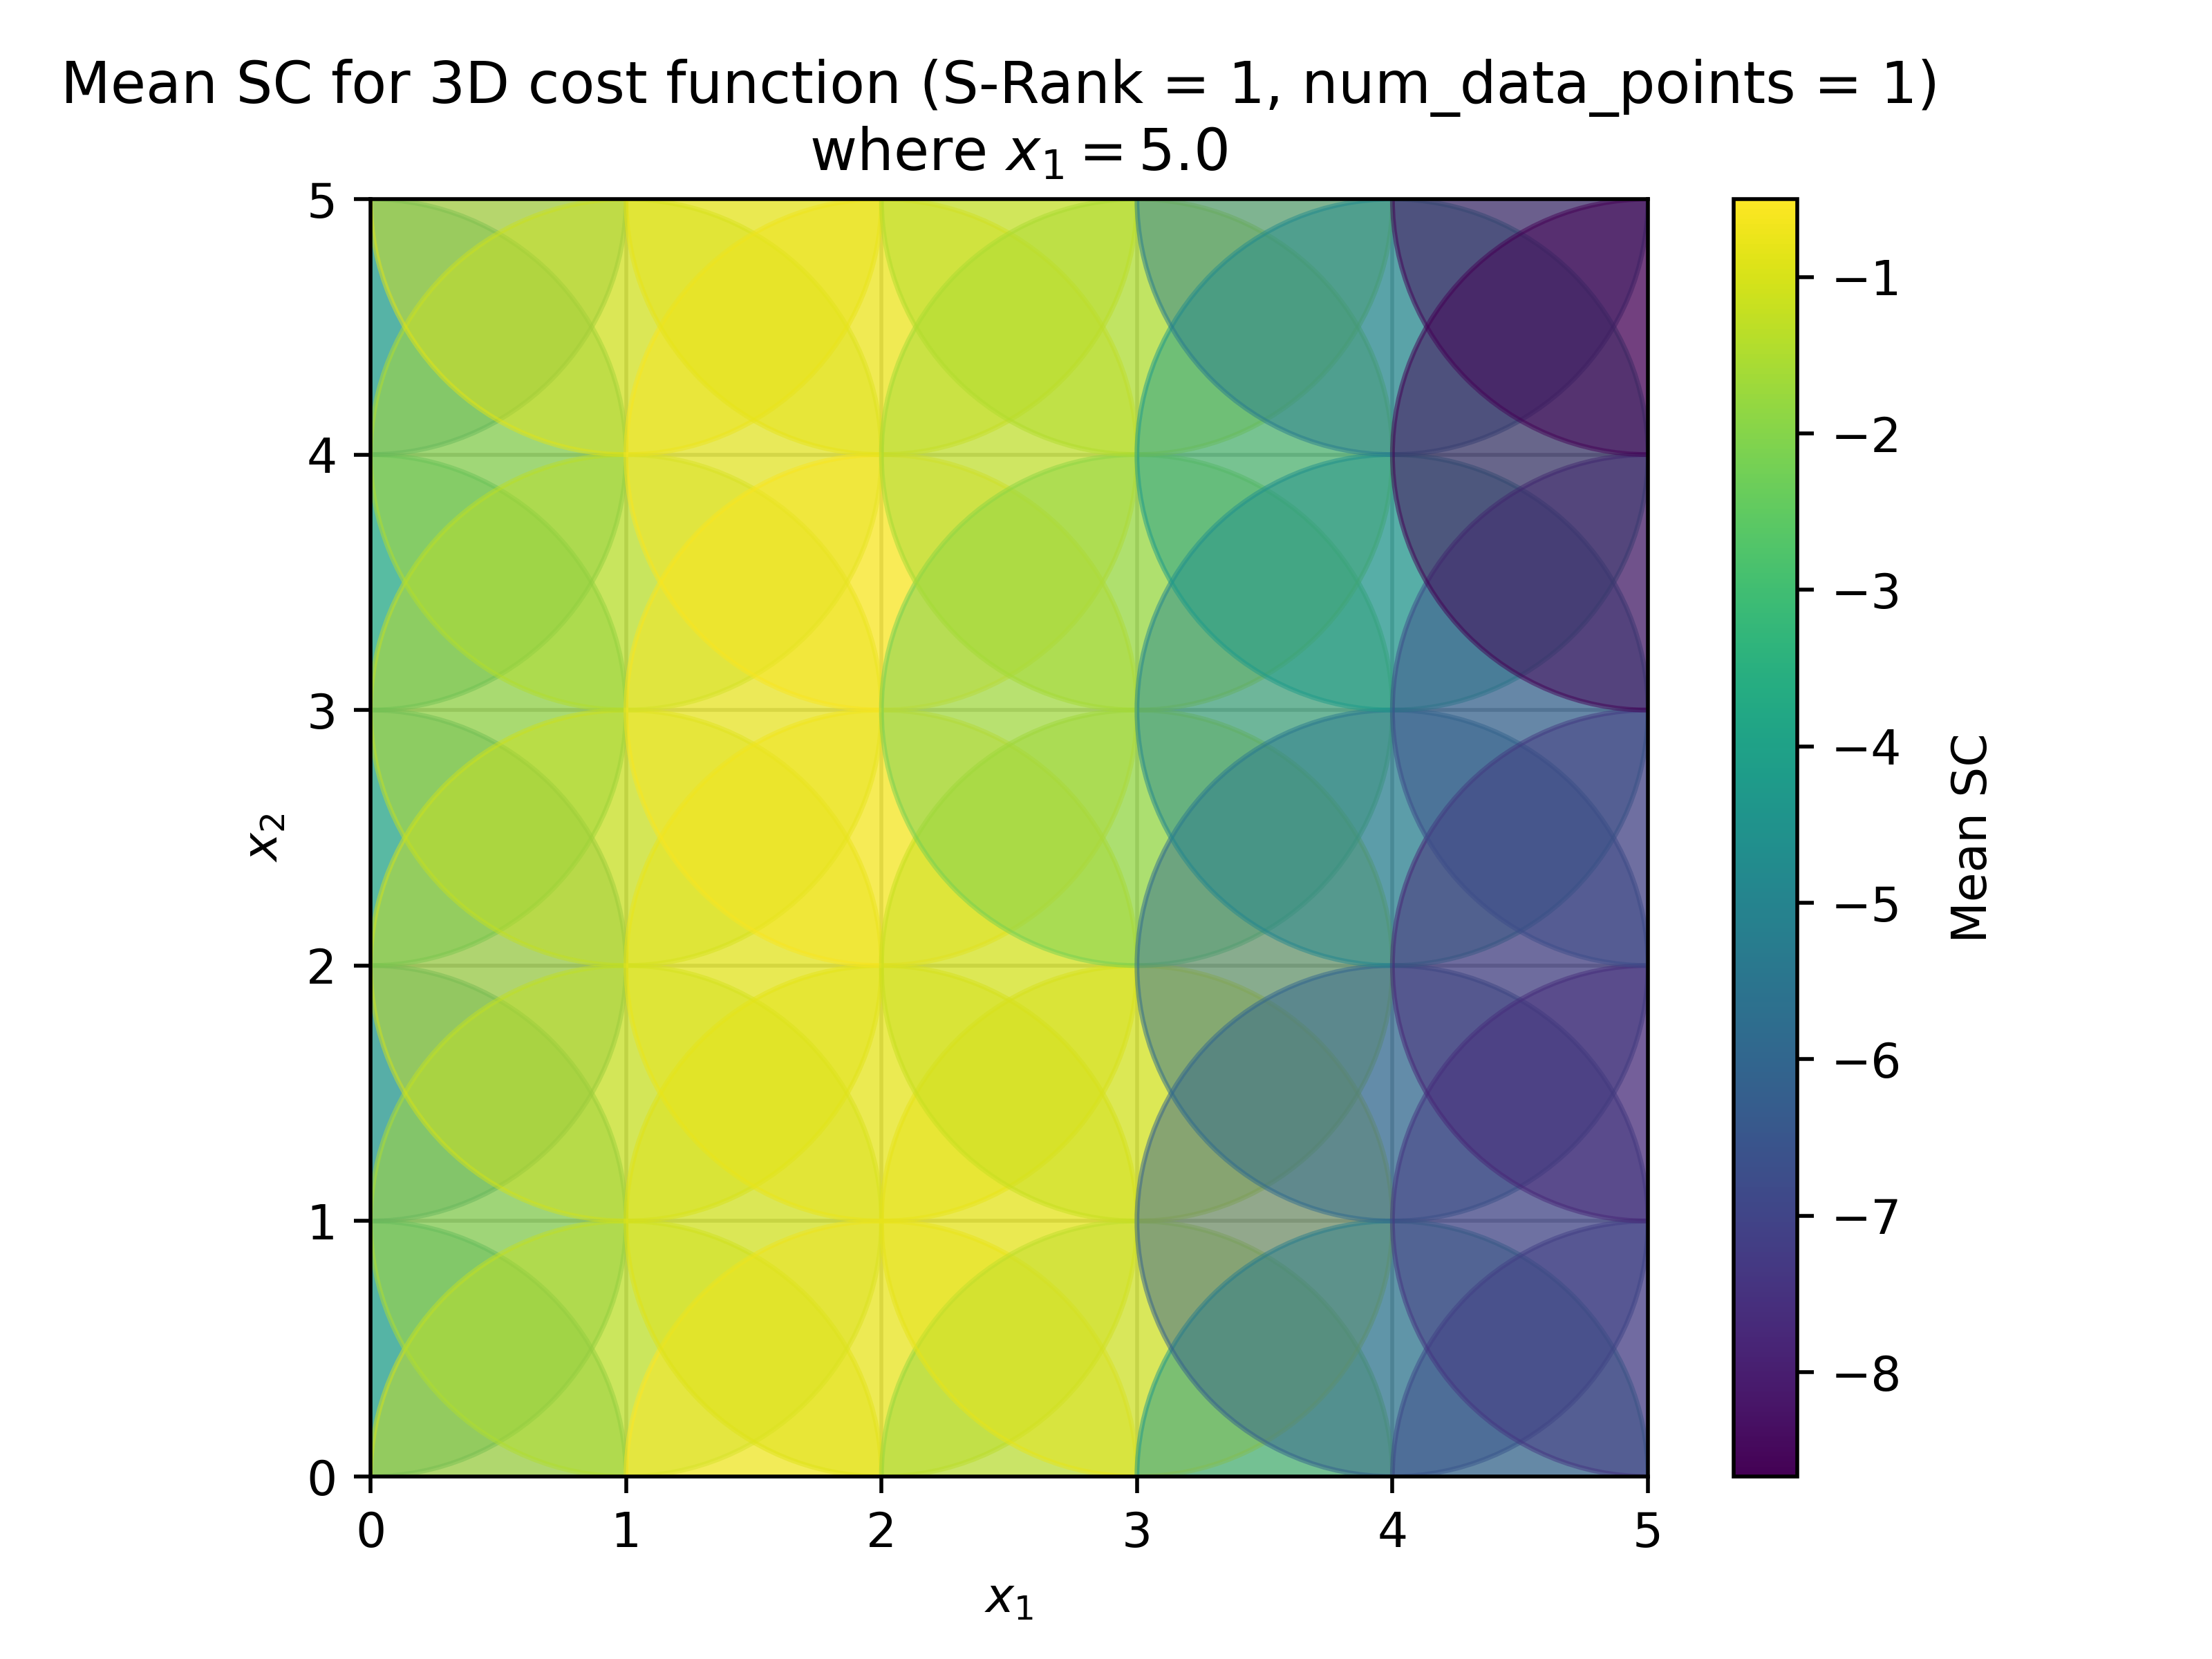 Mean SC for 3D cost function (S-Rank = 1, num_data_points = 1)
where x₁ = 5.0
5
4
3
2
1
0
x₂
0 1 2 3 4 5
x₁
−1
−2
−3
−4
−5
−6
−7
−8
Mean SC